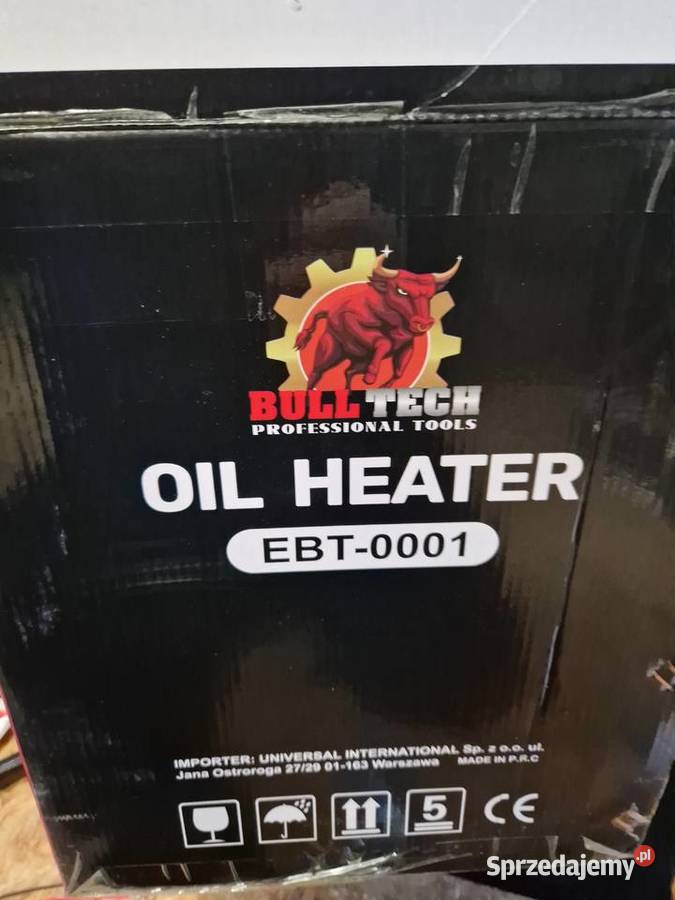 BULL TECH
PROFESSIONAL TOOLS
OIL HEATER
EBT-0001
IMPORTER: UNIVERSAL INTERNATIONAL Sp. z o.o. ul.
Jana Ostroroga 27/29 01-163 Warszawa MADE IN P.R.C
5
CE
Sprzedajemy.pl